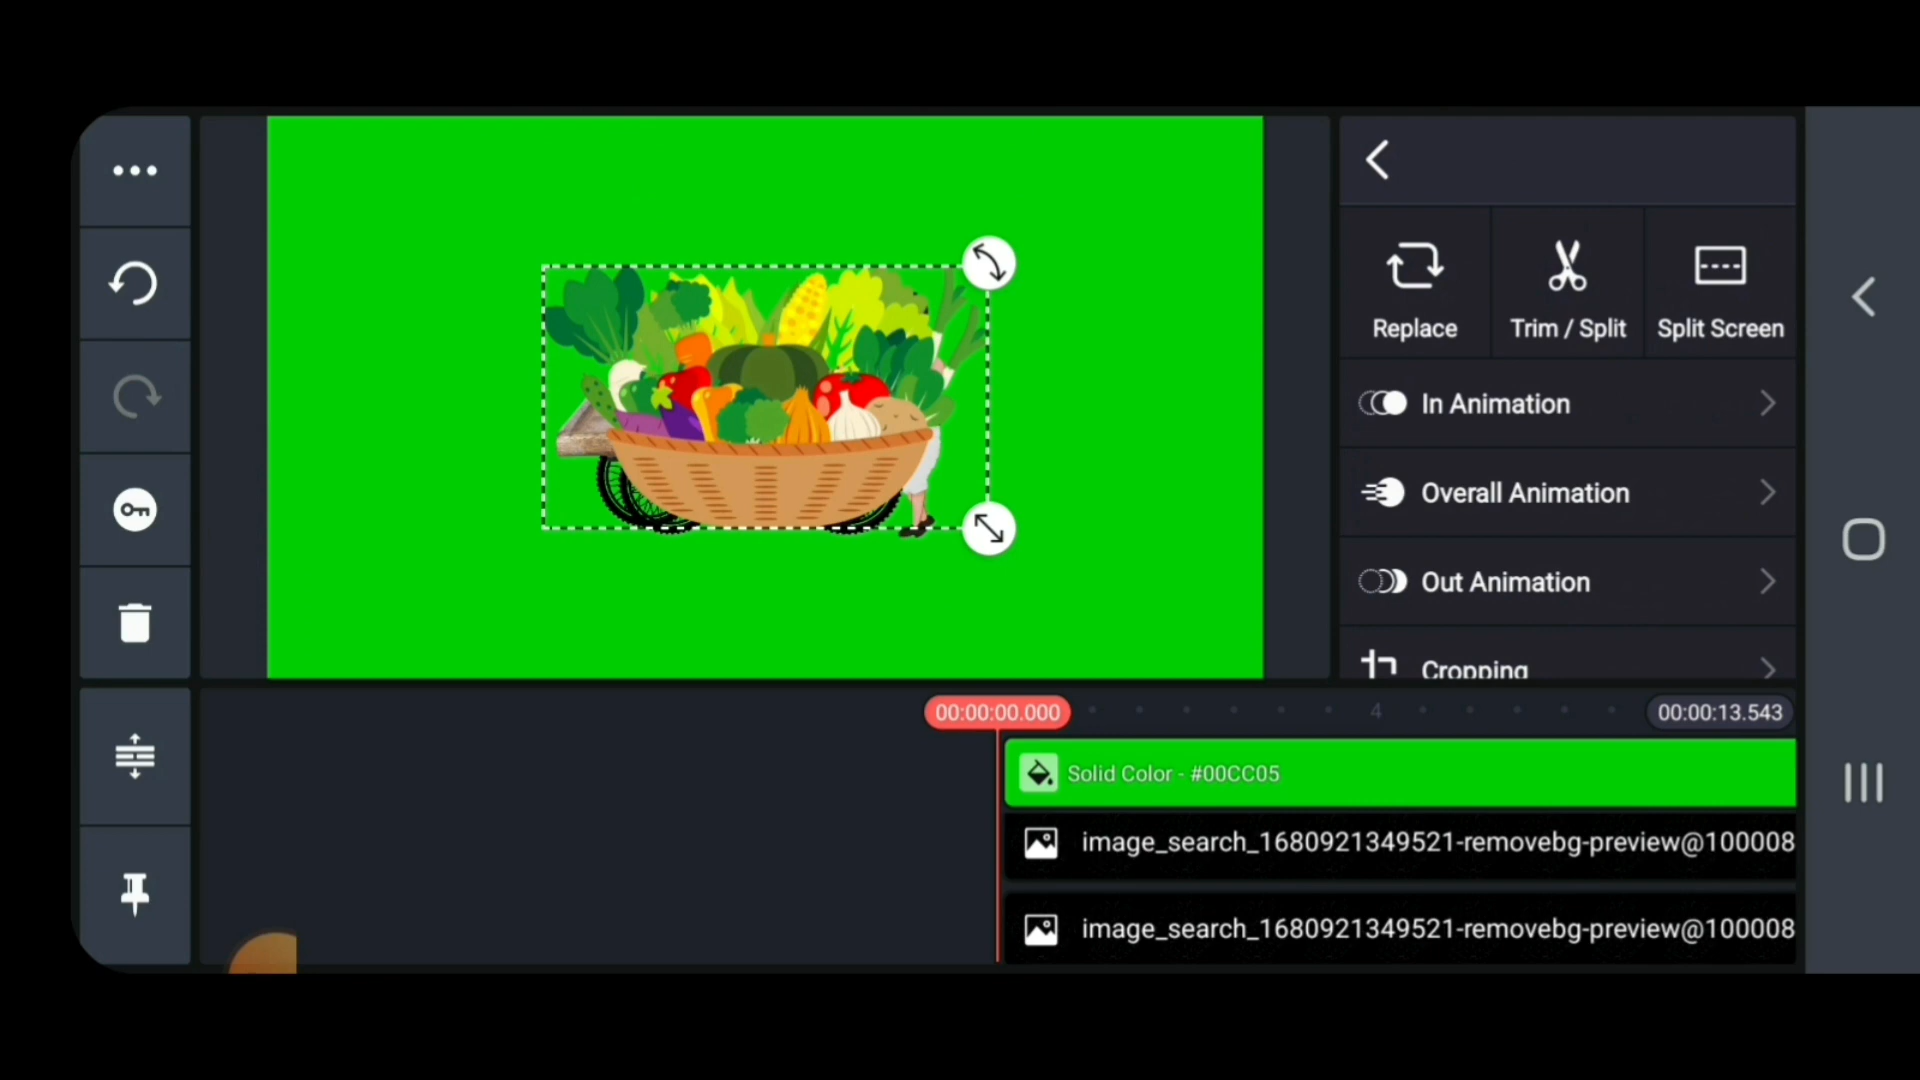 Replace
Trim / Split
Split Screen
In Animation
Overall Animation
Out Animation
Cropping
00:00:00.000
4
00:00:13.543
Solid Color - #00CC05
image_search_1680921349521-removebg-preview@100008
image_search_1680921349521-removebg-preview@100008